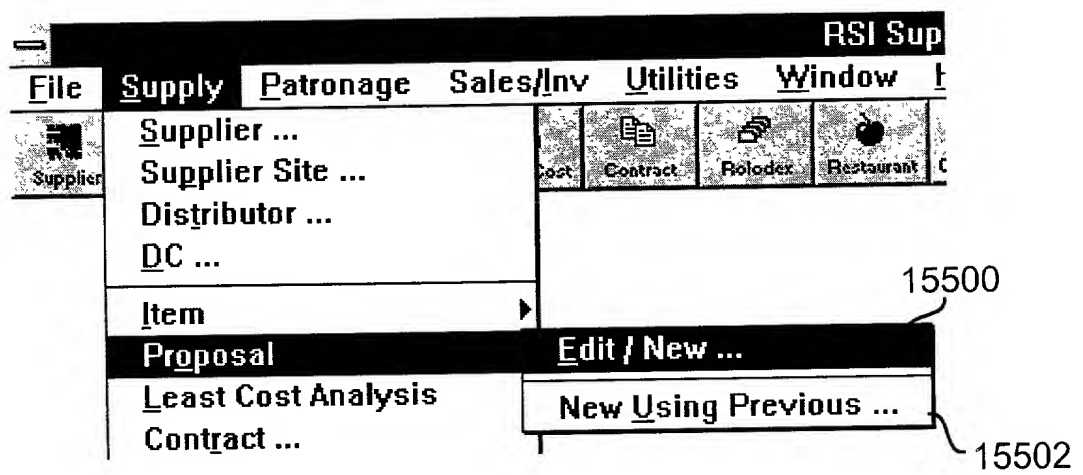 RSI Sup
File Supply Patronage Sales/Inv Utilities Window
Supplier Cost Contract Rolodex Restaurant
Supplier ...
Supplier Site ...
Distributor ...
DC ...
15500
Item
Proposal Edit / New ...
Least Cost Analysis New Using Previous ...
Contract ...
15502